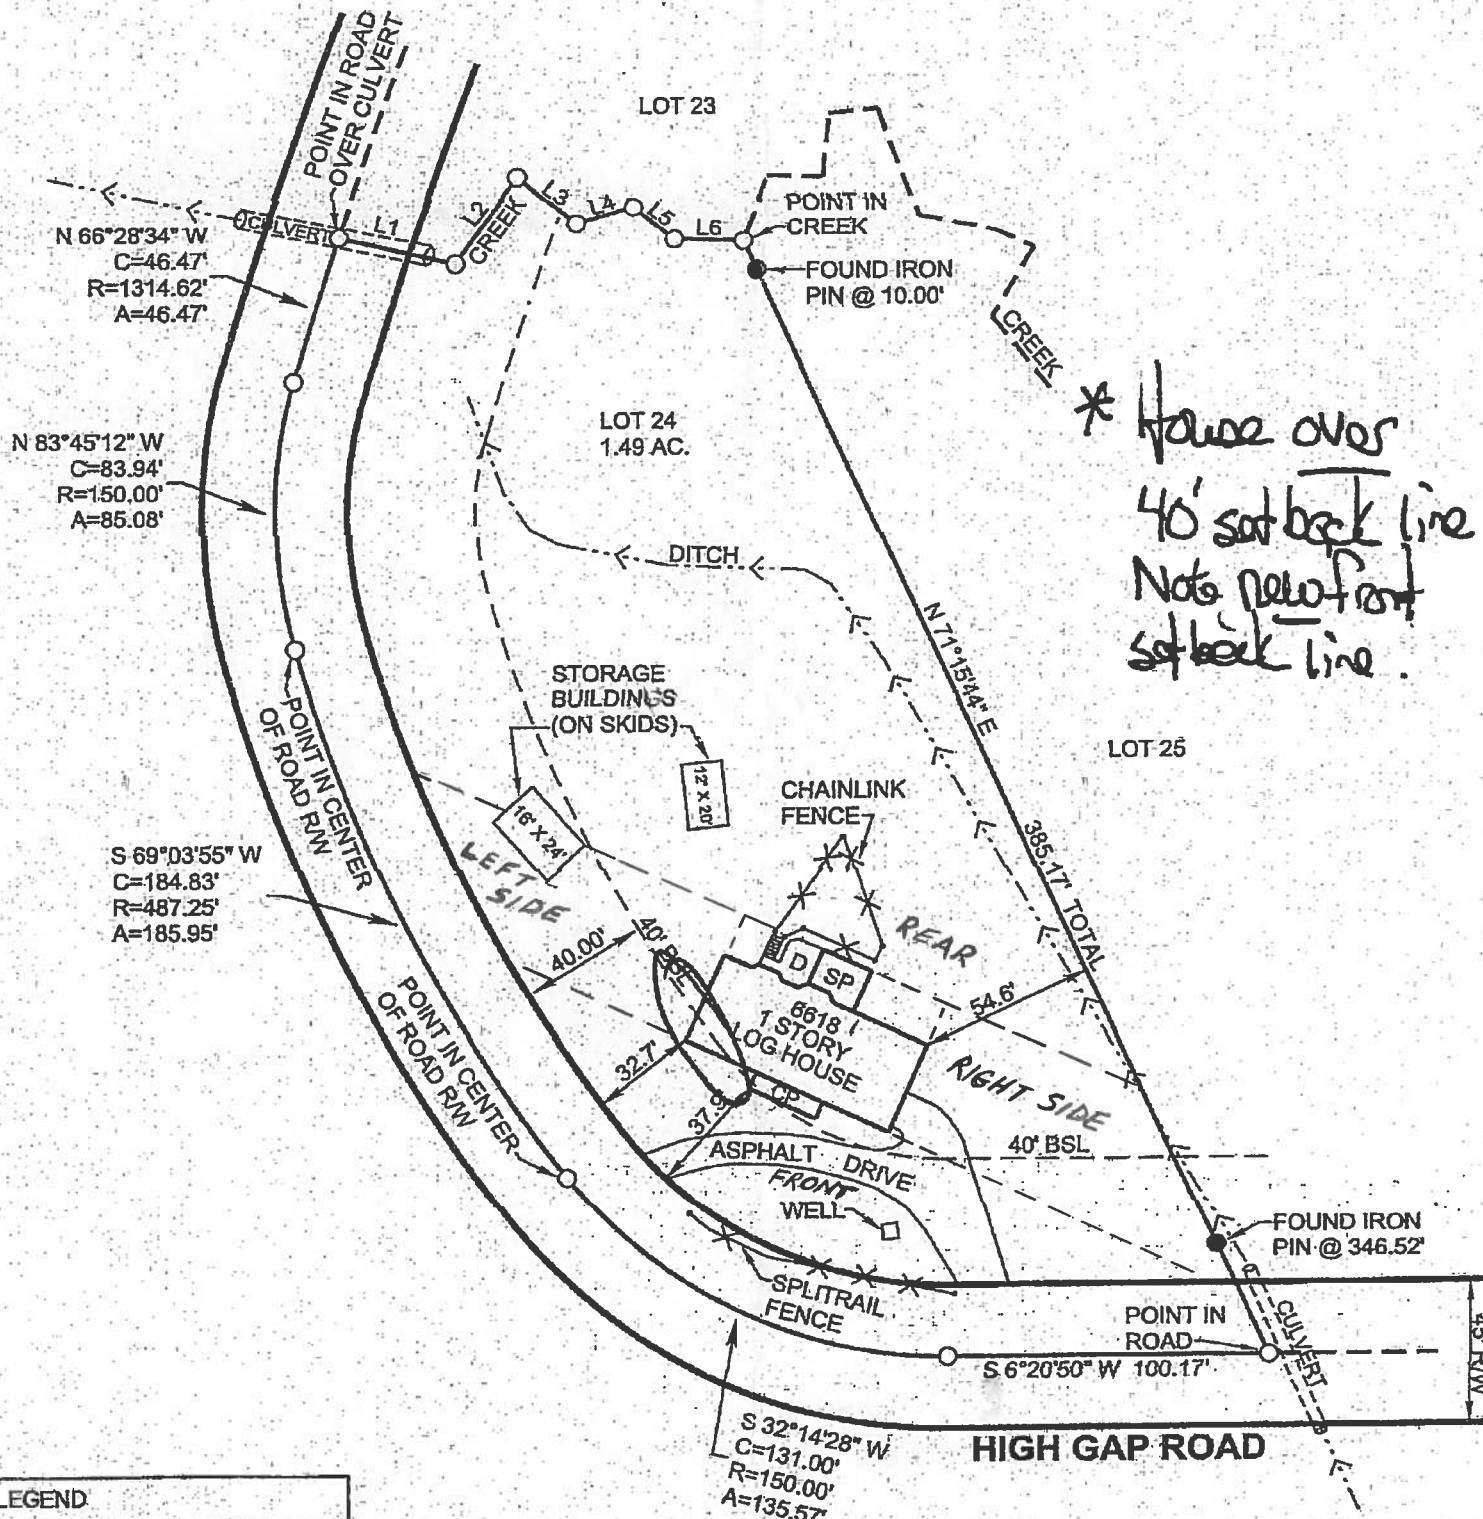 POINT IN ROAD
OVER CULVERT
LOT 23
CULVERT
L1
L2
CREEK
L3
L4
L5
L6
POINT IN
CREEK
FOUND IRON
PIN @ 10.00'
CREEK
N 66°28'34" W
C=46.47'
R=1314.62'
A=46.47'
* House over
40' setback line
Note new front
setback line.
LOT 24
1.49 AC.
N 83°45'12" W
C=83.94'
R=150.00'
A=85.08'
DITCH
N 71°15'44" E
385.17' TOTAL
STORAGE
BUILDINGS
(ON SKIDS)
LOT 25
12' X 20'
16' X 24'
CHAINLINK
FENCE
POINT IN CENTER
OF ROAD R/W
S 69°03'55" W
C=184.83'
R=487.25'
A=185.95'
LEFT
SIDE
40.00'
40' BSL
REAR
D
SP
8618
1 STORY
LOG HOUSE
54.6'
POINT IN CENTER
OF ROAD R/W
32.7'
37.9'
CP
RIGHT SIDE
40' BSL
ASPHALT DRIVE
FRONT
WELL
FOUND IRON
PIN @ 346.52'
SPLITRAIL
FENCE
POINT IN
ROAD
CULVERT
45' R/W
S 6°20'50" W 100.17'
S 32°14'28" W
C=131.00'
R=150.00'
A=135.57'
HIGH GAP ROAD
LEGEND